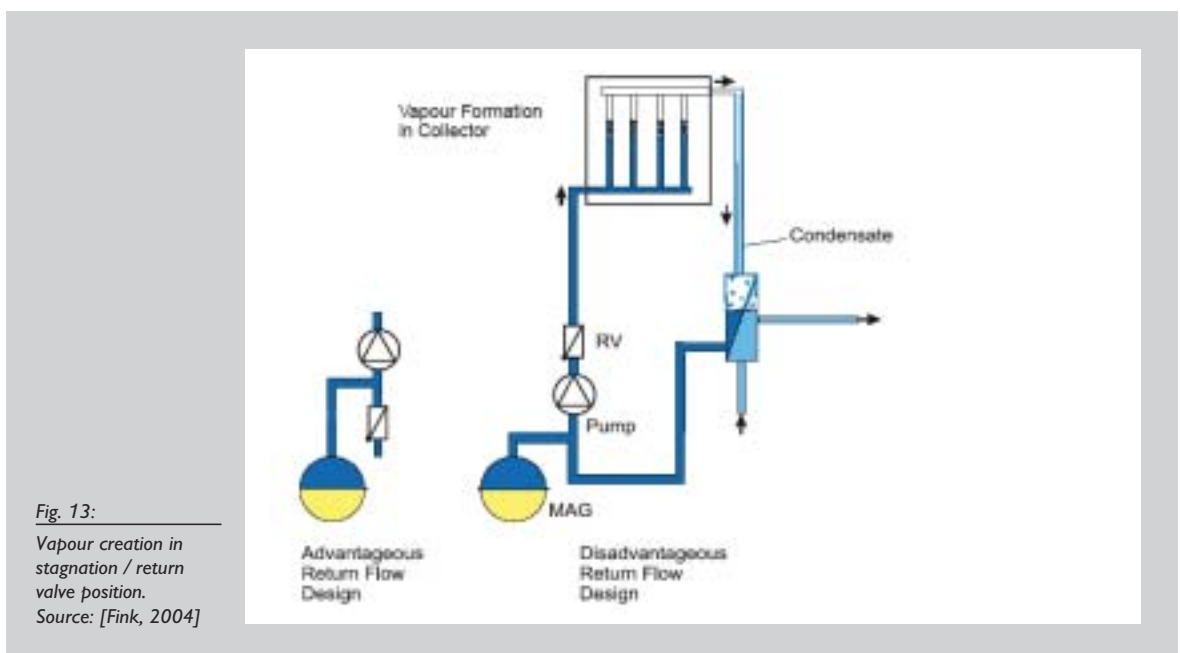 Vapour Formation
in Collector
Condensate
RV
Pump
MAG
Advantageous
Return Flow
Design
Disadvantageous
Return Flow
Design
Fig. 13:
Vapour creation in
stagnation / return
valve position.
Source: [Fink, 2004]